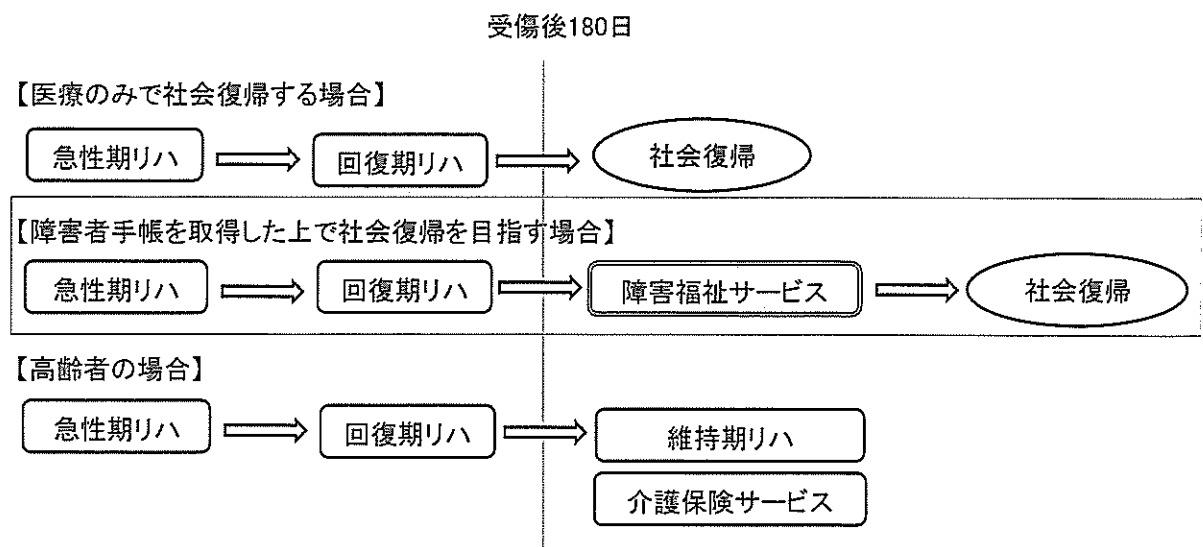 受傷後180日
【医療のみで社会復帰する場合】
急性期リハ
回復期リハ
社会復帰
【障害者手帳を取得した上で社会復帰を目指す場合】
急性期リハ
回復期リハ
障害福祉サービス
社会復帰
【高齢者の場合】
急性期リハ
回復期リハ
維持期リハ
介護保険サービス